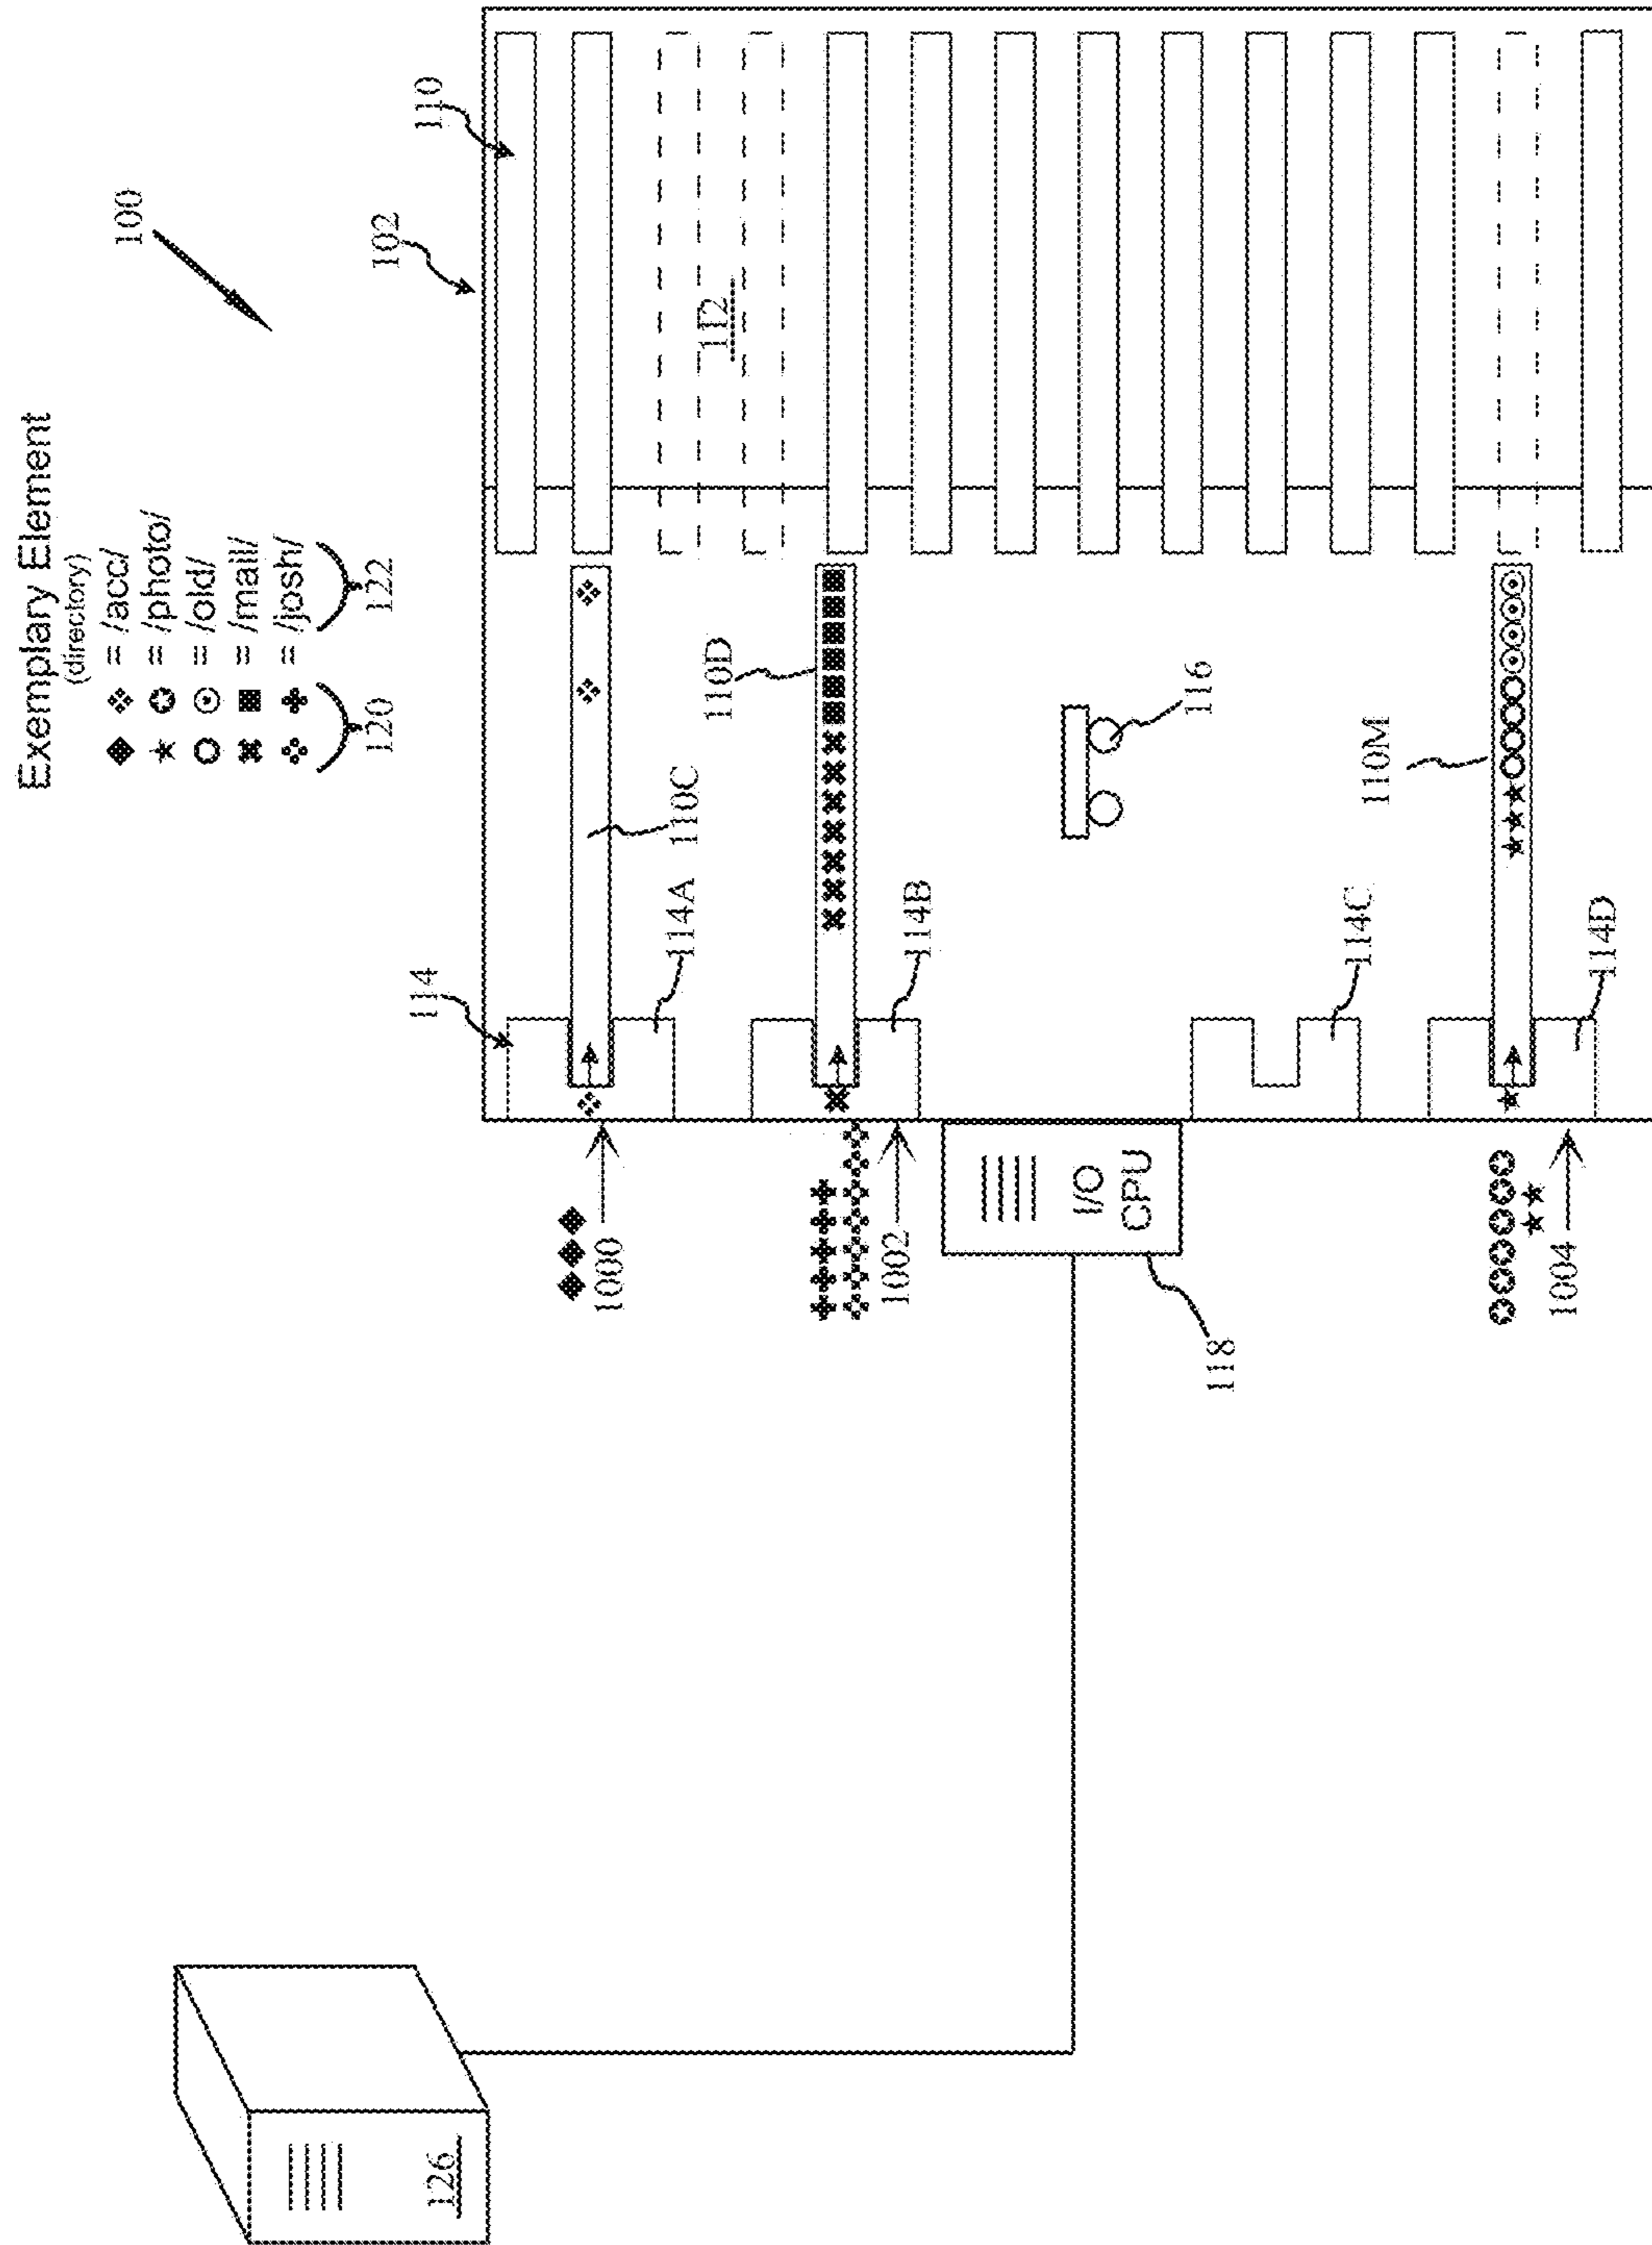 Exemplary Element
(directory)
= /acc/
= /photo/
= /old/
= /mail/
= /josh/
120
122
100
102
126
114
110
1000
114A
110C
110D
112
1002
114B
I/O
CPU
116
118
114C
110M
1004
114D